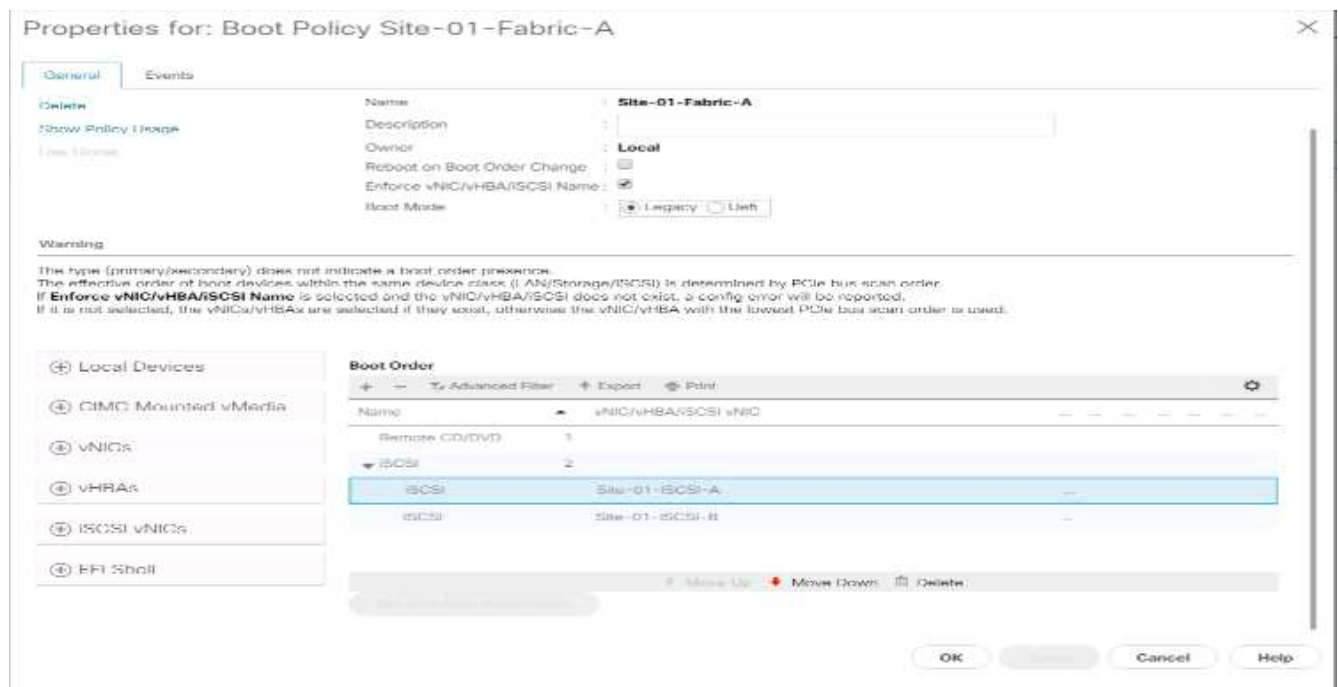 Properties for: Boot Policy Site-01-Fabric-A
General Events
Delete
Show Policy Usage
Use Global
Name : Site-01-Fabric-A
Description :
Owner : Local
Reboot on Boot Order Change :
Enforce vNIC/vHBA/iSCSI Name :
Boot Mode : Legacy Uefi
Warning
The type (primary/secondary) does not indicate a boot order presence.
The effective order of boot devices within the same device class (LAN/Storage/iSCSI) is determined by PCIe bus scan order.
If Enforce vNIC/vHBA/iSCSI Name is selected and the vNIC/vHBA/iSCSI does not exist, a config error will be reported.
If it is not selected, the vNICs/vHBAs are selected if they exist, otherwise the vNIC/vHBA with the lowest PCIe bus scan order is used.
Local Devices
CIMC Mounted vMedia
vNICs
vHBAs
iSCSI vNICs
EFI Shell
Boot Order
+ − Advanced Filter Export Print
Name vNIC/vHBA/iSCSI vNIC
Remote CD/DVD 1
iSCSI 2
iSCSI Site-01-iSCSI-A
iSCSI Site-01-iSCSI-B
Move Up Move Down Delete
OK Cancel Help